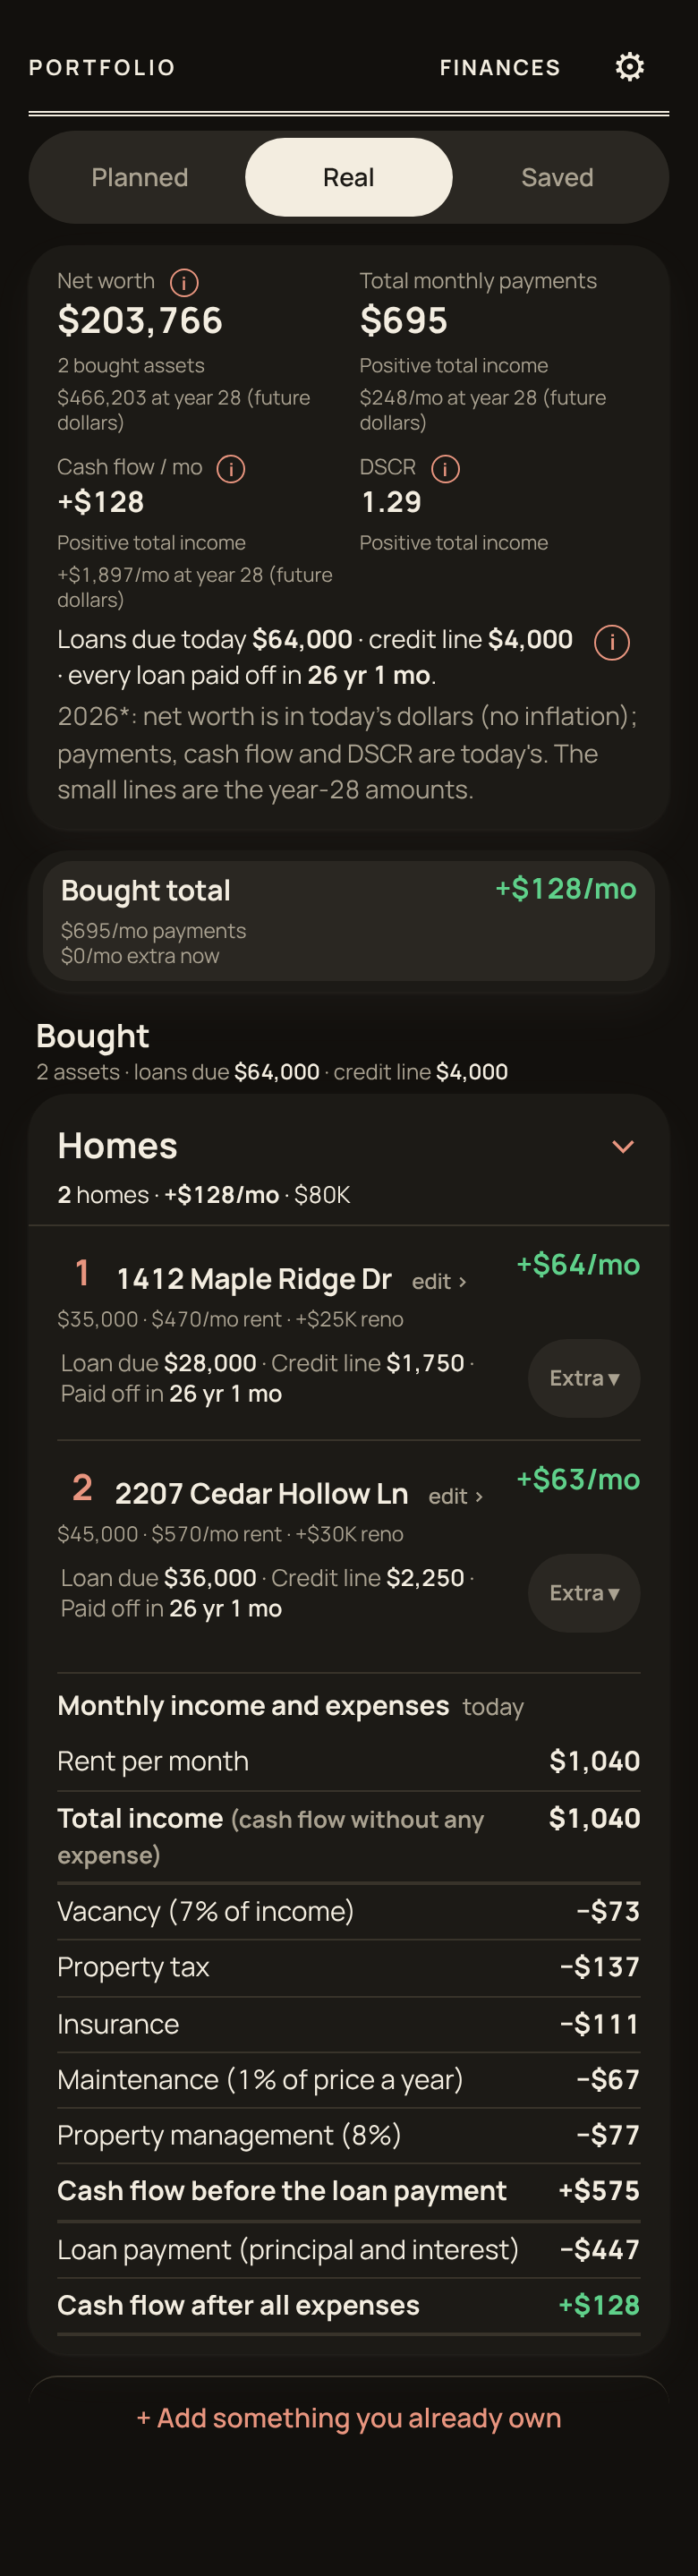 PORTFOLIO FINANCES ⚙
Planned Real Saved
Net worth i Total monthly payments
$203,766 $695
2 bought assets Positive total income
$466,203 at year 28 (future $248/mo at year 28 (future
dollars) dollars)
Cash flow / mo i DSCR i
+$128 1.29
Positive total income Positive total income
+$1,897/mo at year 28 (future
dollars)
Loans due today $64,000 · credit line $4,000 i
· every loan paid off in 26 yr 1 mo.
2026*: net worth is in today's dollars (no inflation);
payments, cash flow and DSCR are today's. The
small lines are the year-28 amounts.
Bought total +$128/mo
$695/mo payments
$0/mo extra now
Bought
2 assets · loans due $64,000 · credit line $4,000
Homes
2 homes · +$128/mo · $80K
1 1412 Maple Ridge Dr edit › +$64/mo
$35,000 · $470/mo rent · +$25K reno
Loan due $28,000 · Credit line $1,750 ·
Paid off in 26 yr 1 mo Extra ▾
2 2207 Cedar Hollow Ln edit › +$63/mo
$45,000 · $570/mo rent · +$30K reno
Loan due $36,000 · Credit line $2,250 ·
Paid off in 26 yr 1 mo Extra ▾
Monthly income and expenses today
Rent per month $1,040
Total income (cash flow without any $1,040
expense)
Vacancy (7% of income) −$73
Property tax −$137
Insurance −$111
Maintenance (1% of price a year) −$67
Property management (8%) −$77
Cash flow before the loan payment +$575
Loan payment (principal and interest) −$447
Cash flow after all expenses +$128
+ Add something you already own